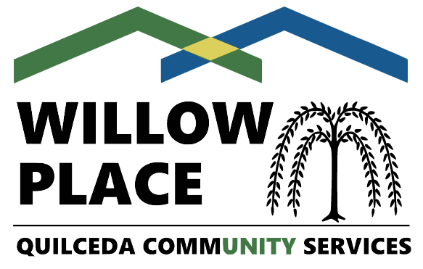 WILLOW
PLACE
QUILCEDA COMMUNITY SERVICES